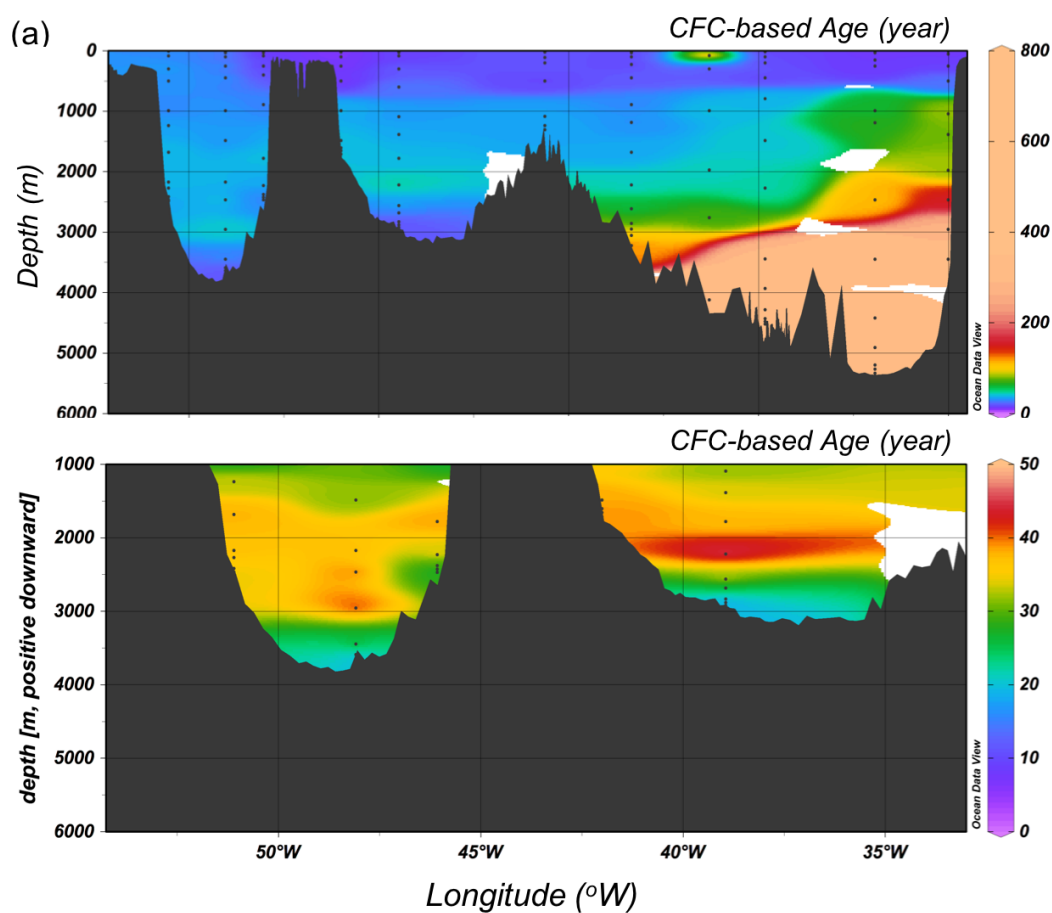 (a)
CFC-based Age (year)
0
1000
2000
3000
4000
5000
6000
Depth (m)
800
600
400
200
0
Ocean Data View
CFC-based Age (year)
1000
2000
3000
4000
5000
6000
depth [m, positive downward]
50
40
30
20
10
0
Ocean Data View
50°W
45°W
40°W
35°W
Longitude (°W)